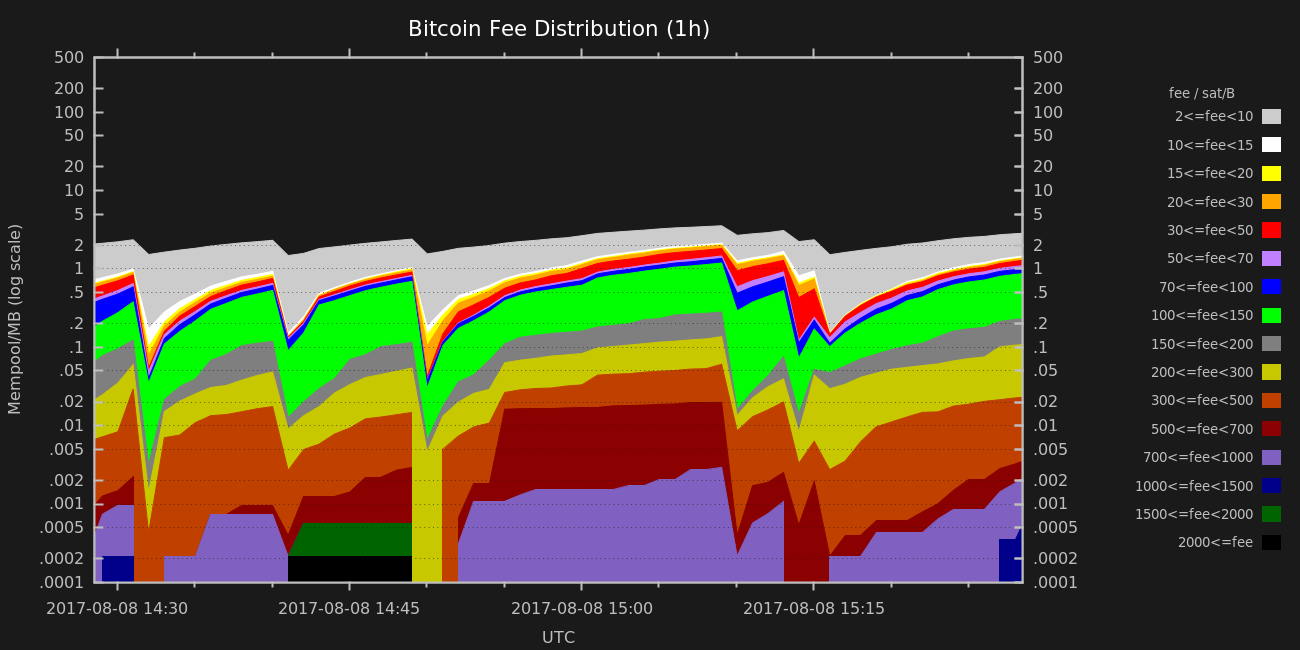 Bitcoin Fee Distribution (1h)
Mempool/MB (log scale)
500
200
100
50
20
10
5
2
1
.5
.2
.1
.05
.02
.01
.005
.002
.001
.0005
.0002
.0001
500
200
100
50
20
10
5
2
1
.5
.2
.1
.05
.02
.01
.005
.002
.001
.0005
.0002
.0001
2017-08-08 14:30
2017-08-08 14:45
2017-08-08 15:00
2017-08-08 15:15
UTC
fee / sat/B
2<=fee<10
10<=fee<15
15<=fee<20
20<=fee<30
30<=fee<50
50<=fee<70
70<=fee<100
100<=fee<150
150<=fee<200
200<=fee<300
300<=fee<500
500<=fee<700
700<=fee<1000
1000<=fee<1500
1500<=fee<2000
2000<=fee